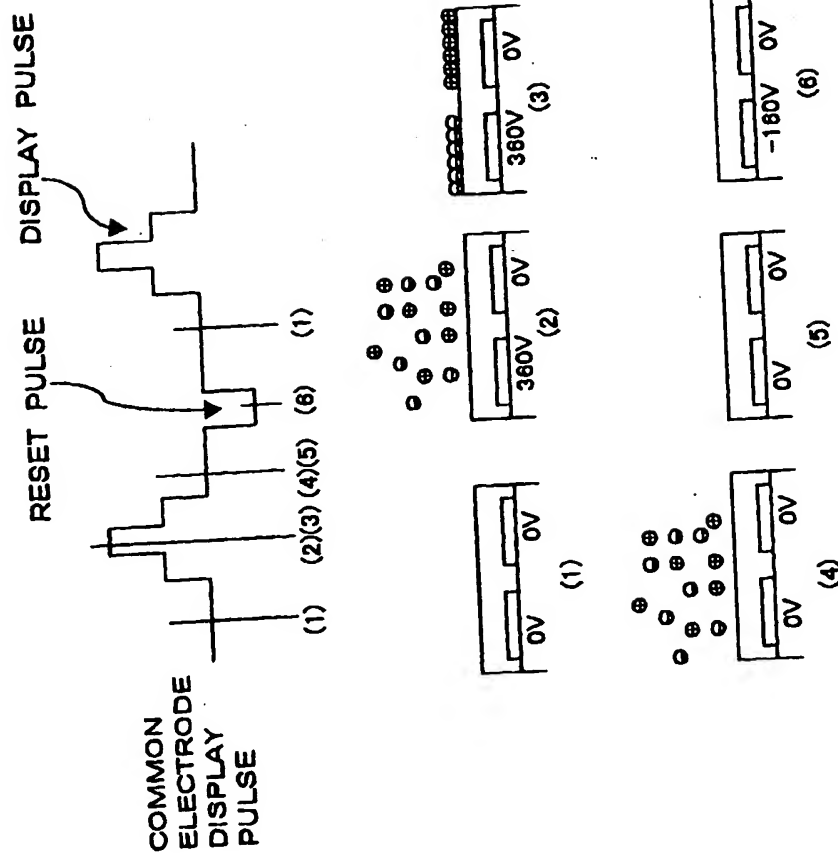 COMMON
ELECTRODE
DISPLAY
PULSE
RESET PULSE
DISPLAY PULSE
(1)
(2)(3)
(4)(5)
(6)
(1)
0V
0V
(1)
360V
0V
(2)
360V
0V
(3)
0V
0V
(4)
0V
0V
(5)
-160V
0V
(6)